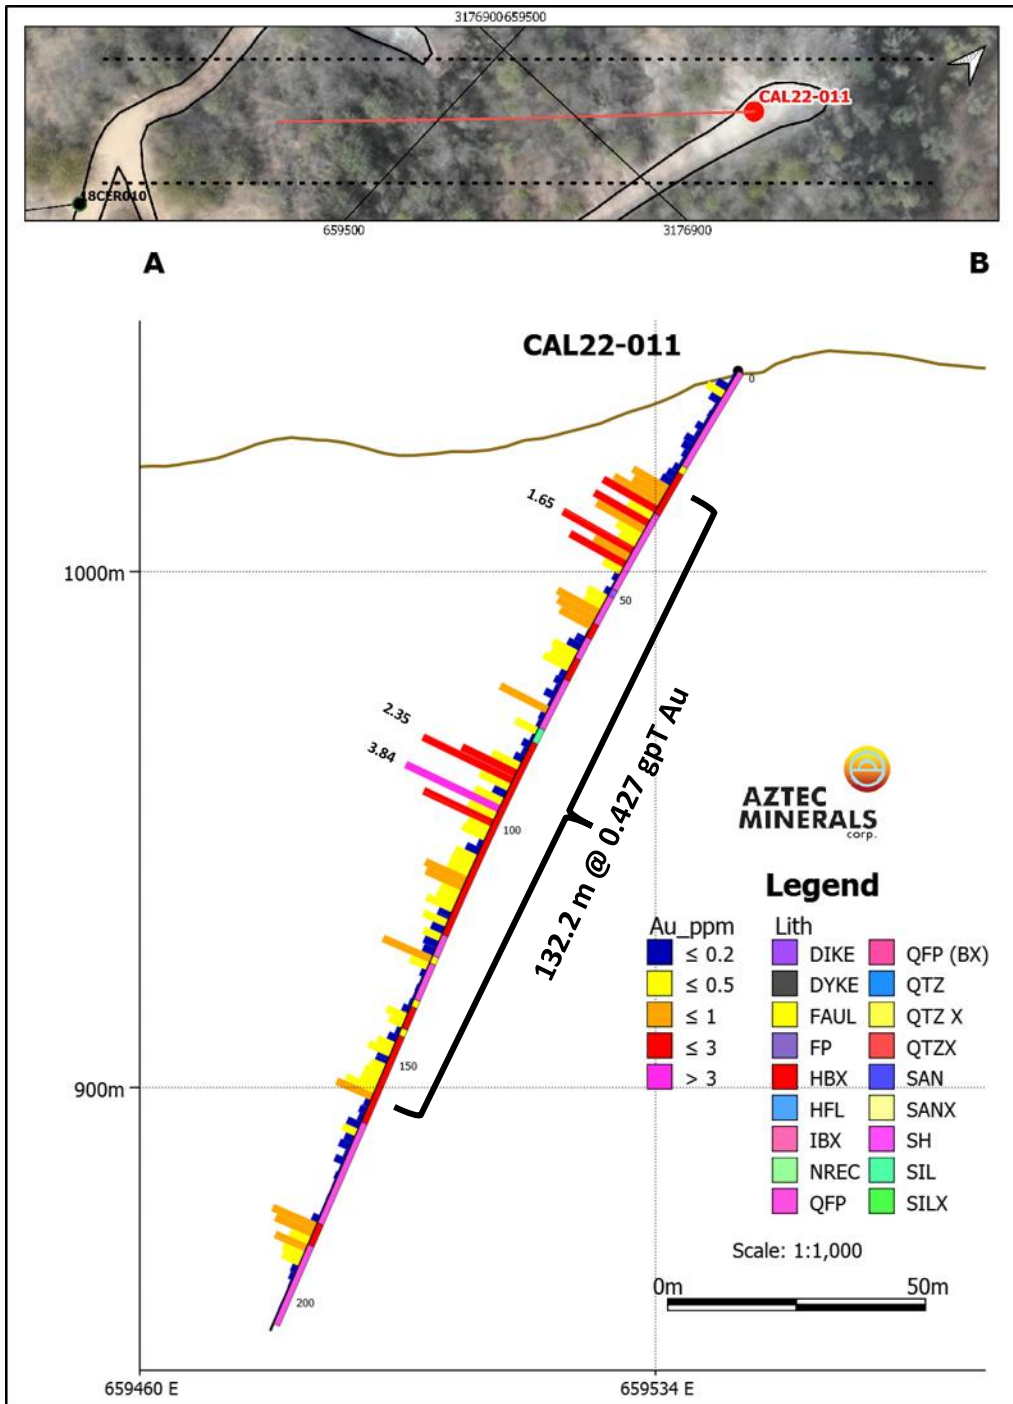 3176900659500
CAL22-011
18CER010
659500
3176900
A
B
CAL22-011
0
1.65
1000m
50
2.35
3.84
100
132.2 m @ 0.427 gpT Au
AZTEC
MINERALS
corp.
Legend
Au_ppm
Lith
≤ 0.2
DIKE
QFP (BX)
≤ 0.5
DYKE
QTZ
≤ 1
FAUL
QTZ X
≤ 3
FP
QTZX
> 3
HBX
SAN
HFL
SANX
IBX
SH
NREC
SIL
QFP
SILX
150
900m
Scale: 1:1,000
0m
50m
200
659460 E
659534 E